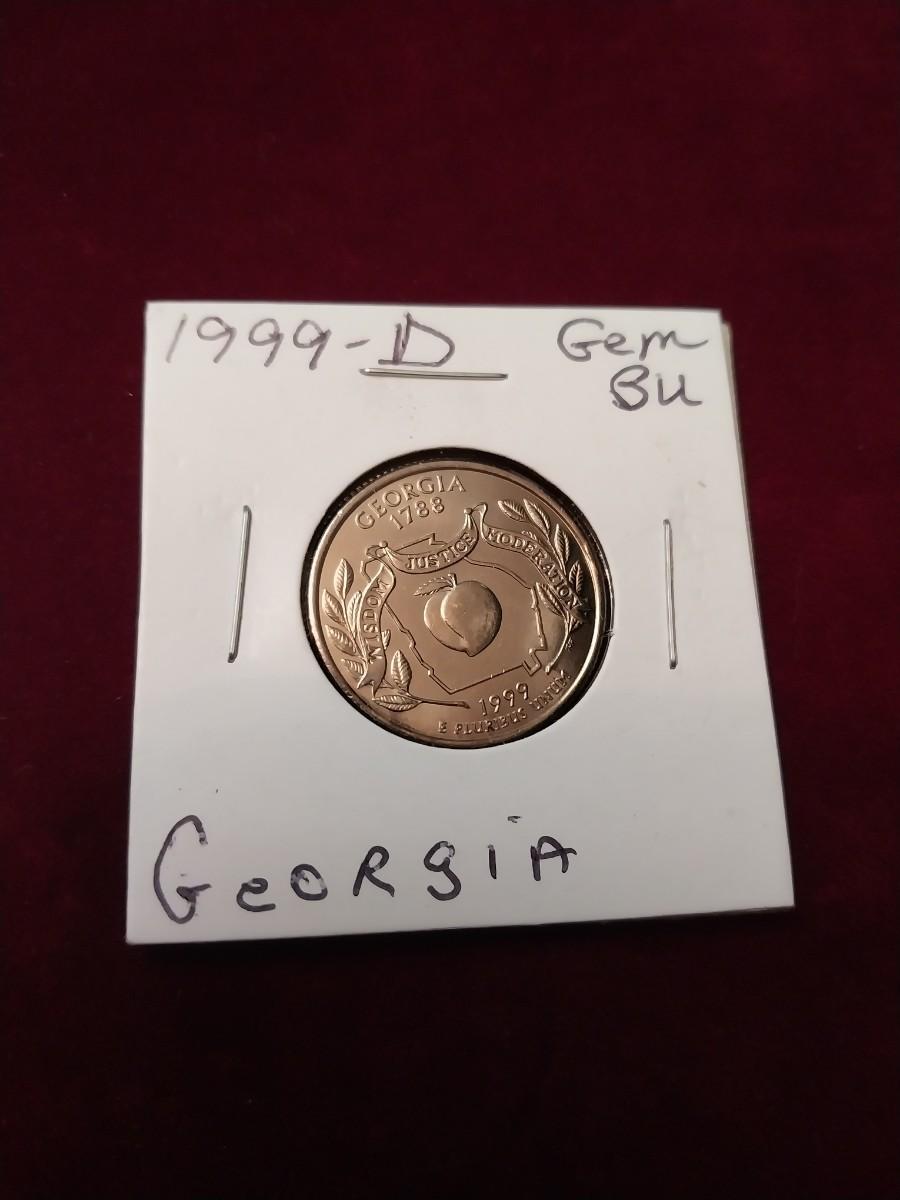 1999-D
Gem
BU
GEORGIA
1788
WISDOM JUSTICE MODERATION
1999
E PLURIBUS UNUM
GeoRgiA